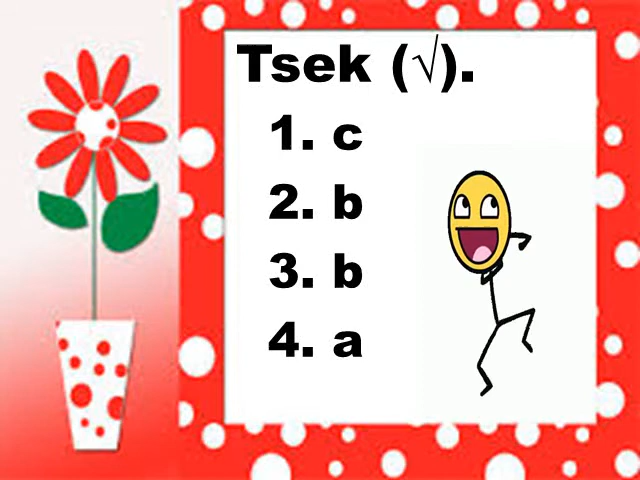 Tsek (√).
1. c
2. b
3. b
4. a